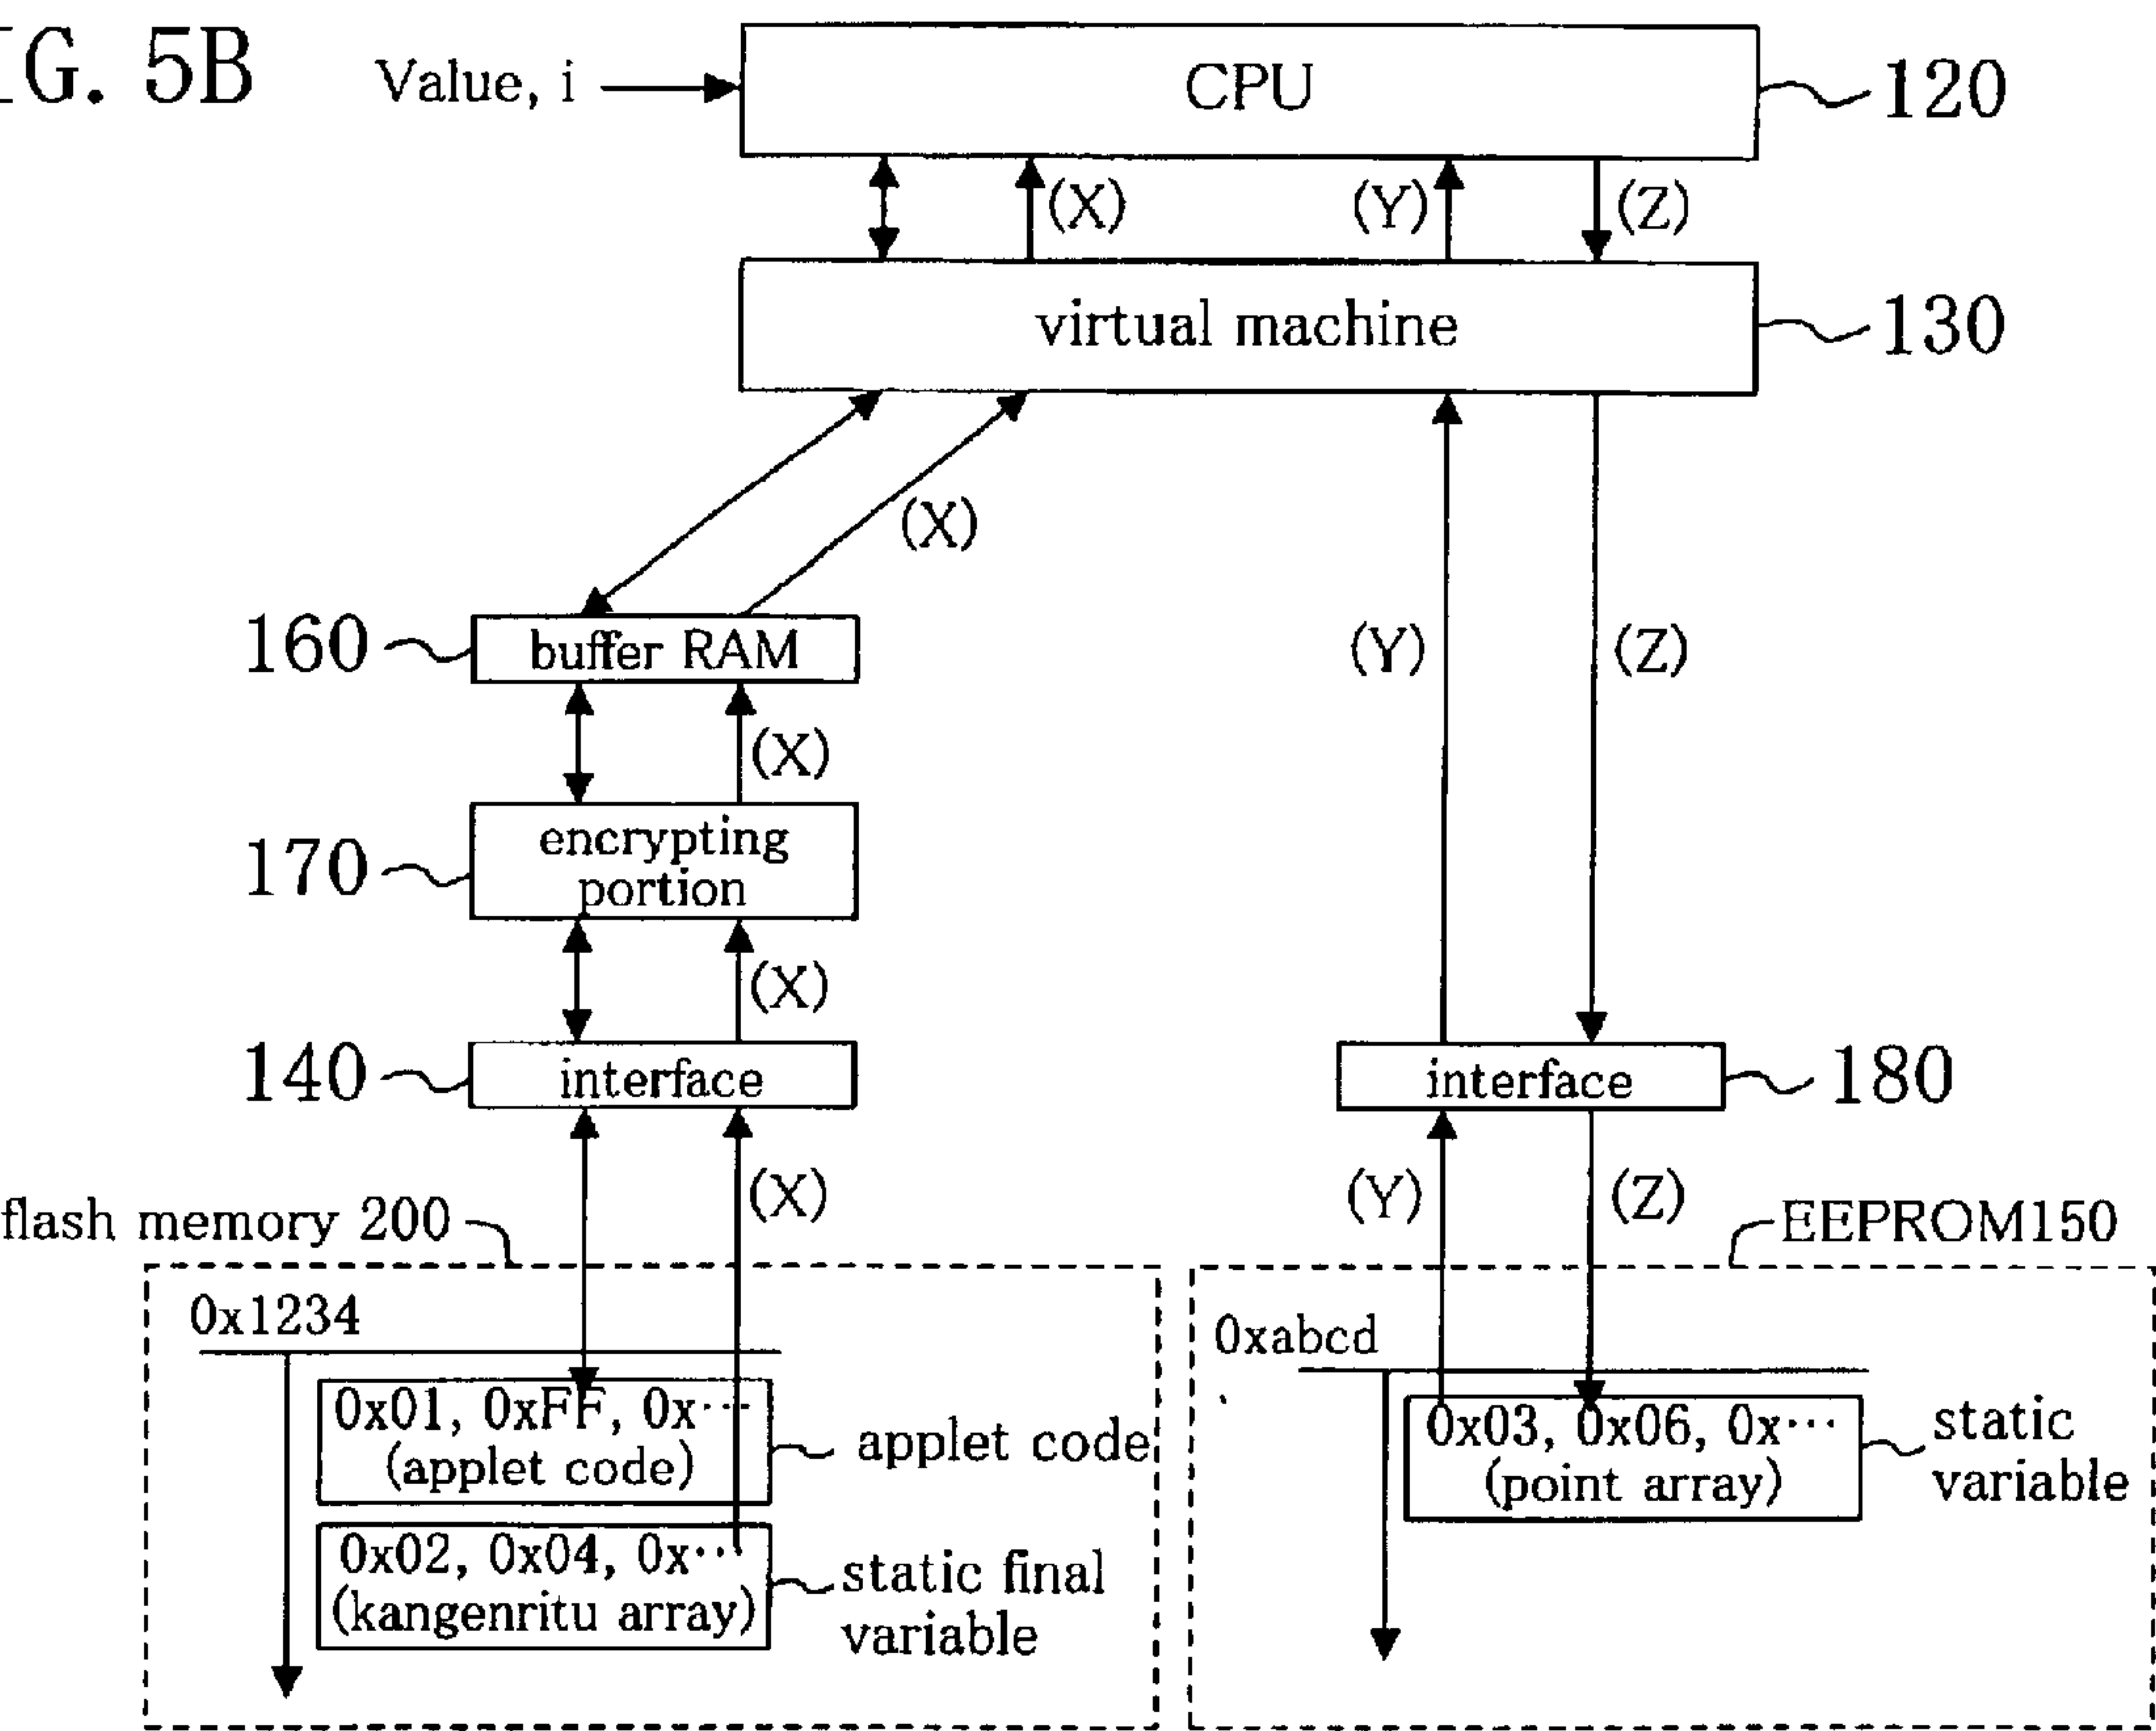 IG. 5B
Value, i
CPU
120
(X)
(Y)
(Z)
virtual machine
130
(X)
160
buffer RAM
(Y)
(Z)
(X)
170
encrypting
portion
(X)
140
interface
interface
180
(X)
(Y)
(Z)
flash memory 200
EEPROM150
0x1234
0xabcd
0x01, 0xFF, 0x...
(applet code)
applet code
0x03, 0x06, 0x...
(point array)
static
variable
0x02, 0x04, 0x...
(kangenritu array)
static final
variable